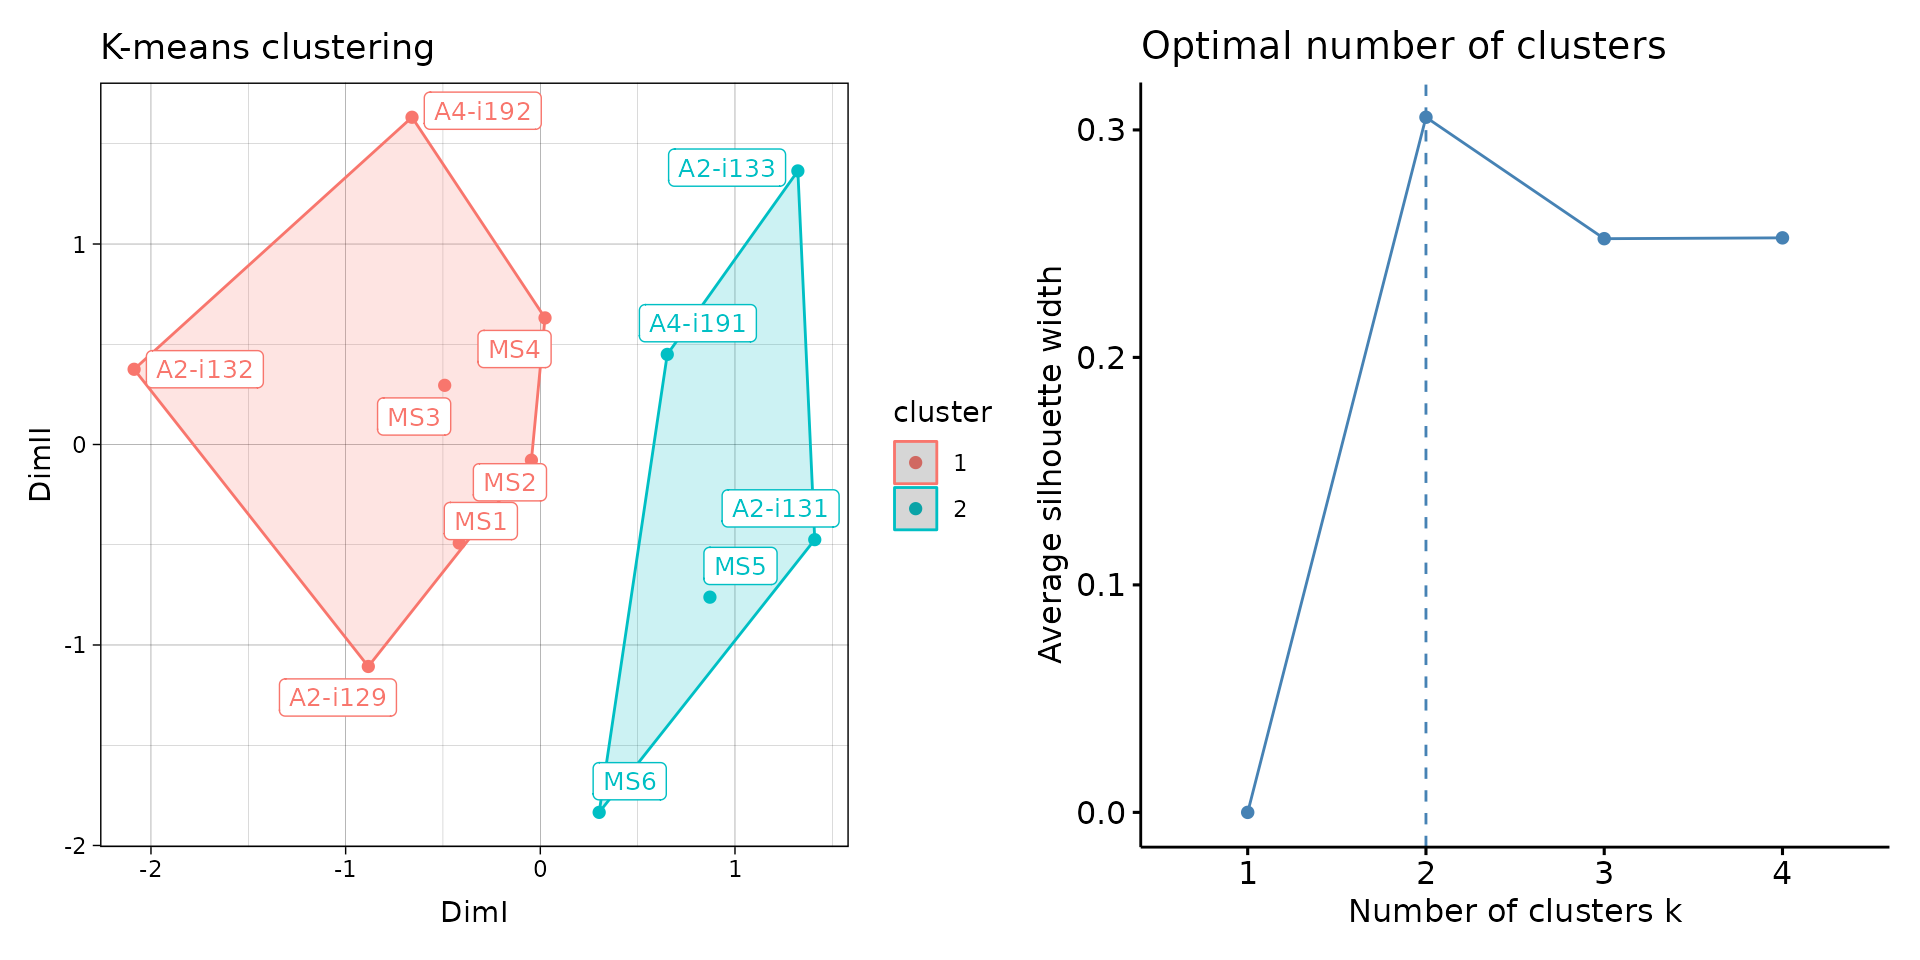 K-means clustering
A4-i192
A2-i133
A4-i191
MS4
A2-i132
MS3
MS2
A2-i131
MS1
MS5
A2-i129
MS6
1
0
-1
-2
-2
-1
0
1
DimI
DimII
cluster
1
2
Optimal number of clusters
0.3
0.2
0.1
0.0
1
2
3
4
Number of clusters k
Average silhouette width